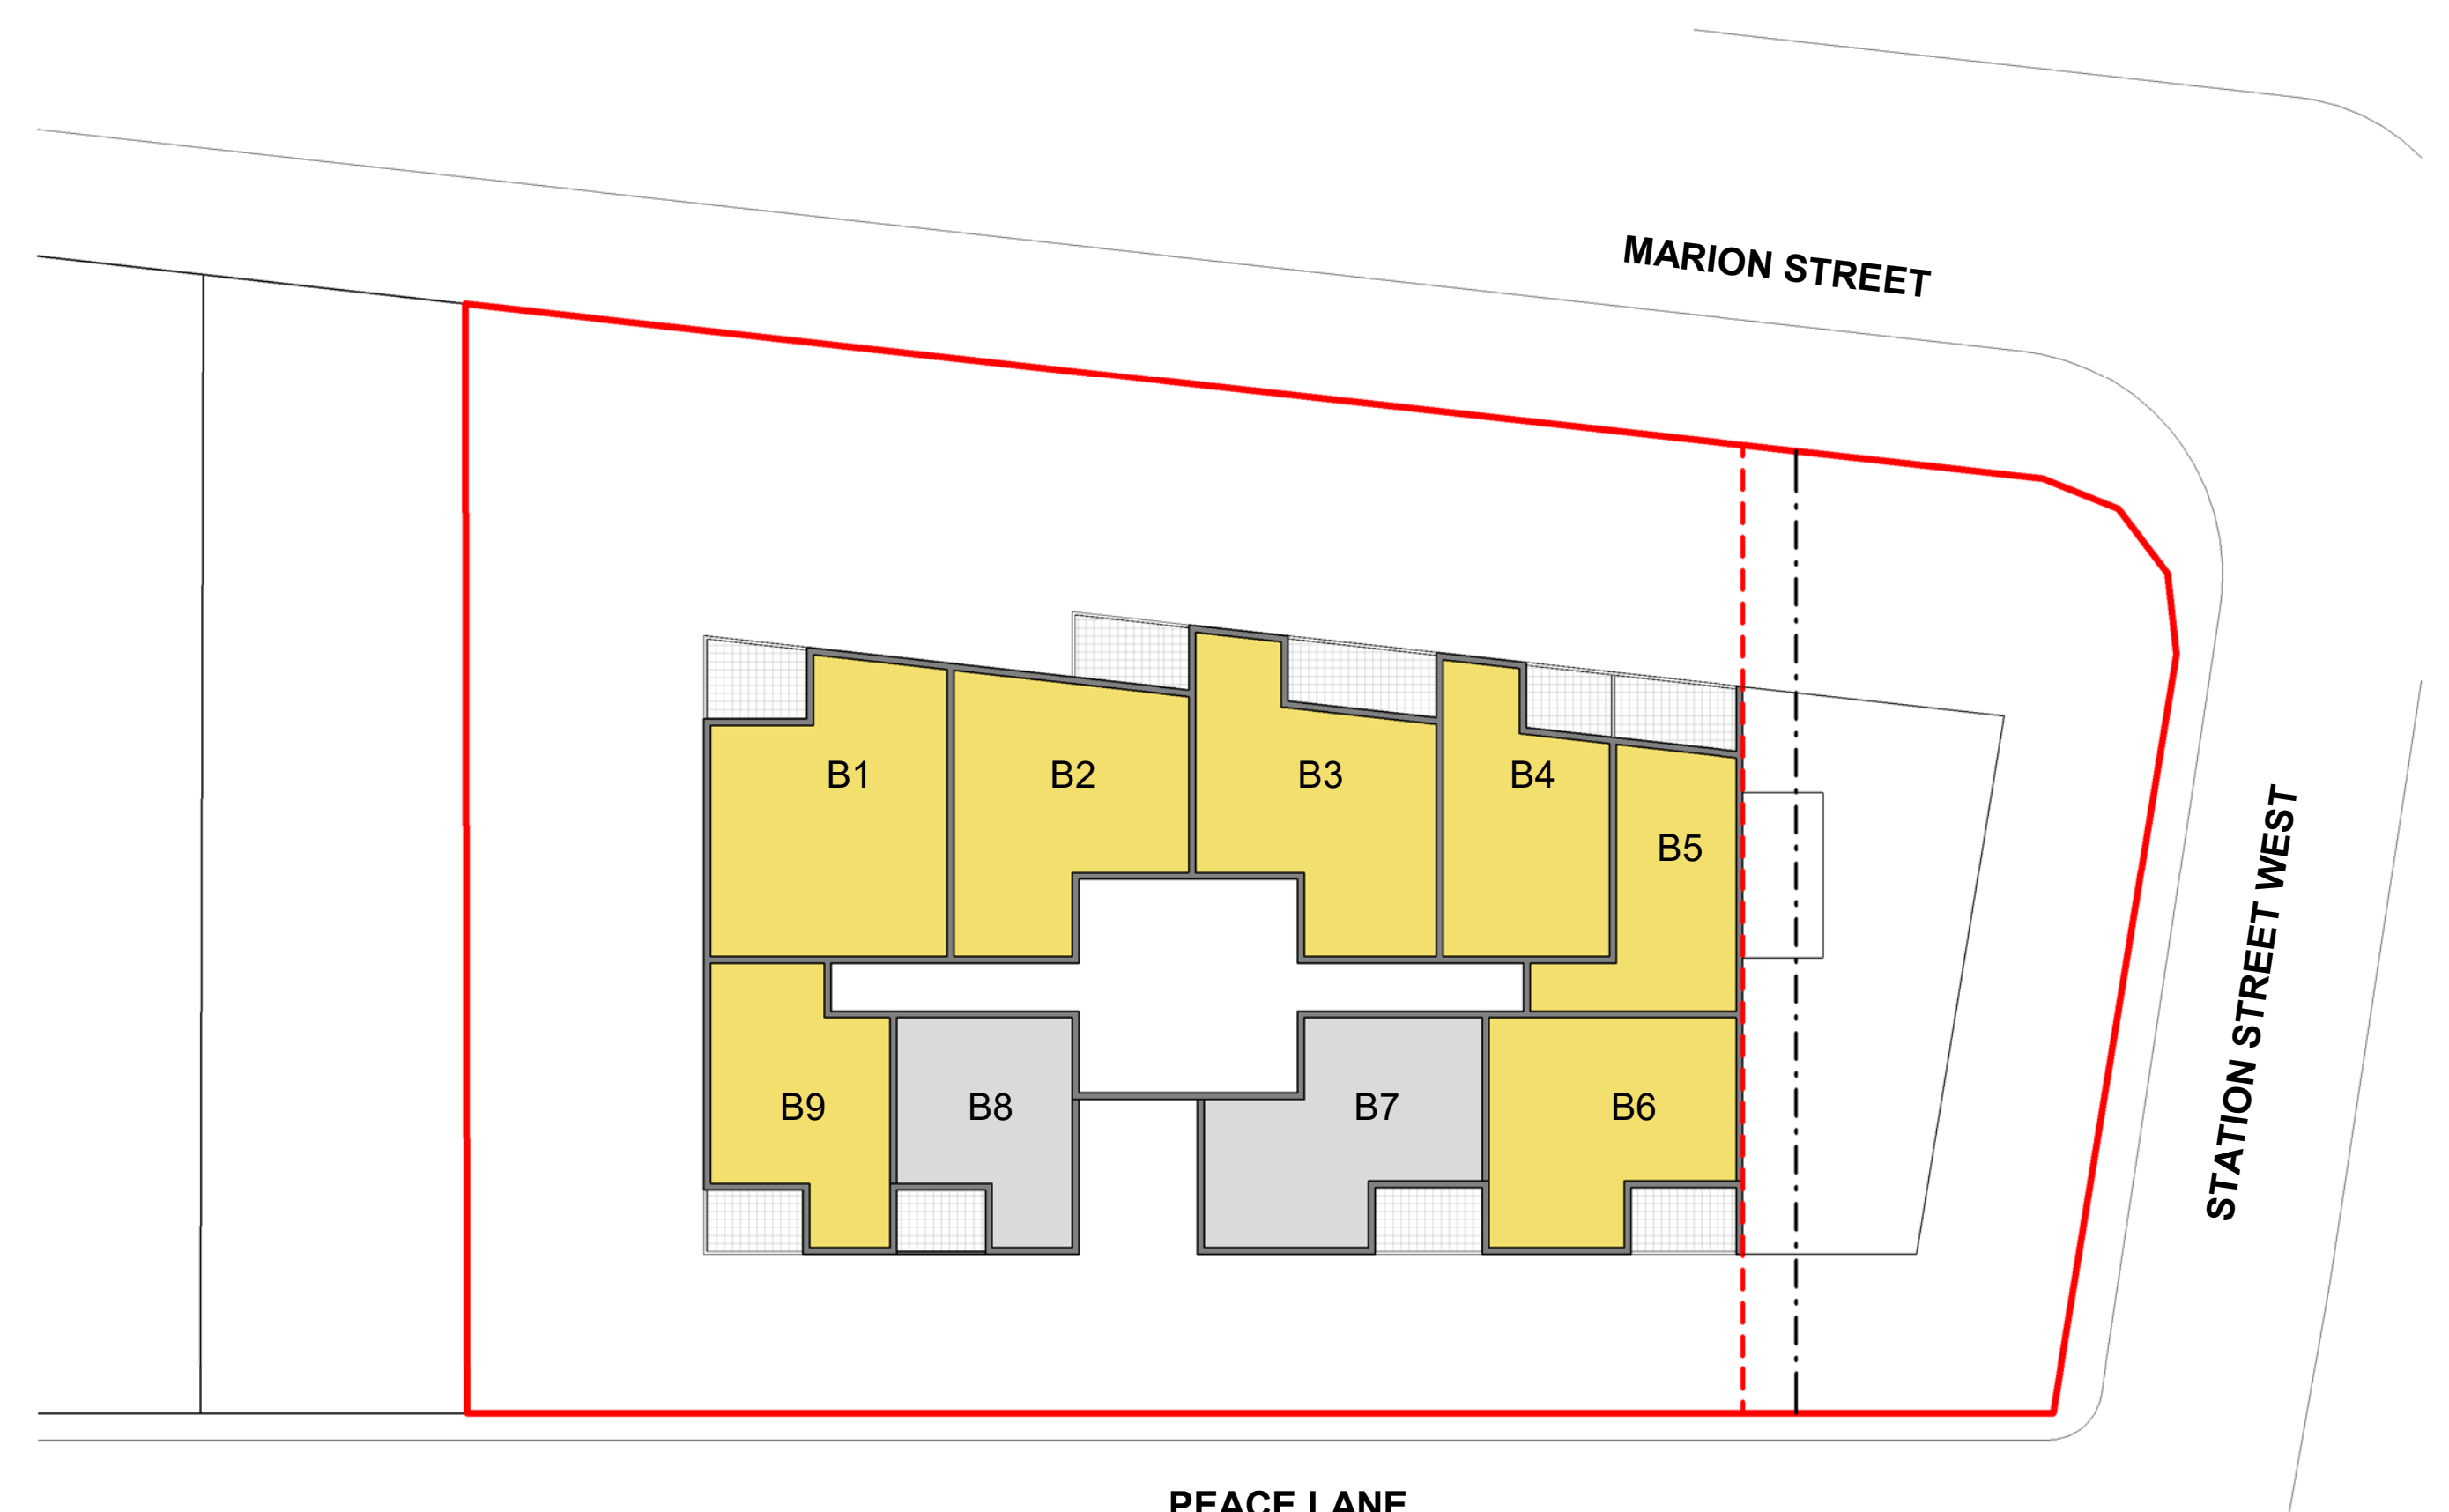 MARION STREET
B1
B2
B3
B4
B5
STATION STREET WEST
B9
B8
B7
B6
PEACE LANE